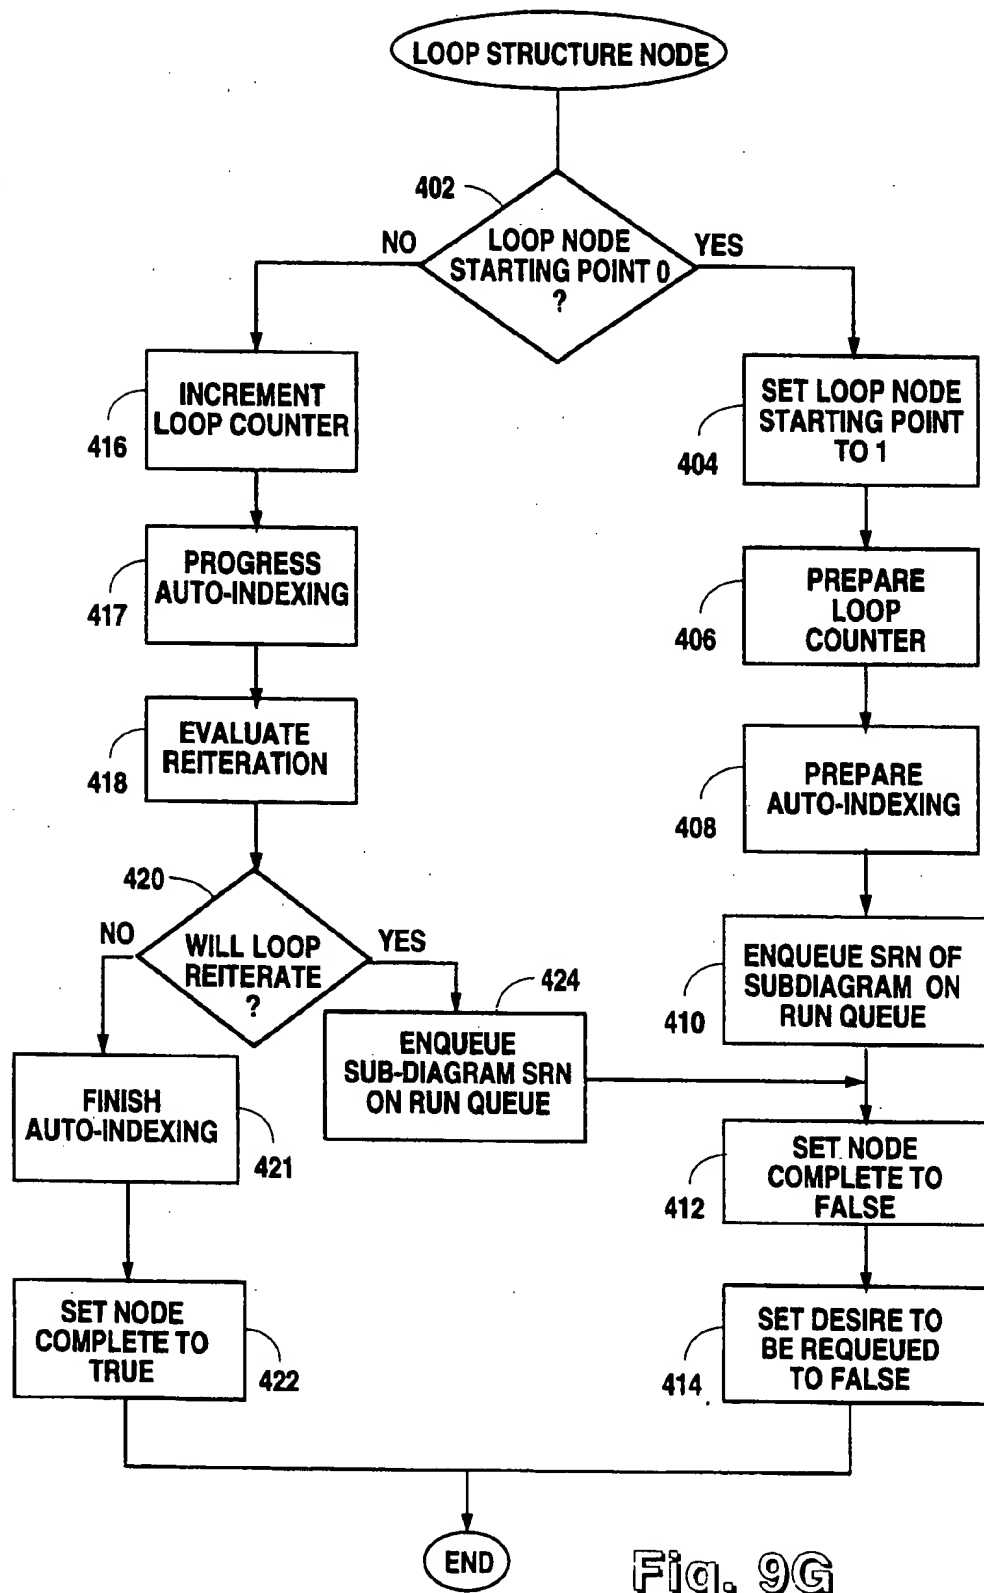 LOOP STRUCTURE NODE
402
NO
LOOP NODE
STARTING POINT 0
?
YES
INCREMENT
LOOP COUNTER
416
SET LOOP NODE
STARTING POINT
TO 1
404
PROGRESS
AUTO-INDEXING
417
PREPARE
LOOP
COUNTER
406
EVALUATE
REITERATION
418
PREPARE
AUTO-INDEXING
408
420
NO
WILL LOOP
REITERATE
?
YES
424
ENQUEUE SRN OF
SUBDIAGRAM ON
RUN QUEUE
410
ENQUEUE
SUB-DIAGRAM SRN
ON RUN QUEUE
FINISH
AUTO-INDEXING
421
SET NODE
COMPLETE TO
FALSE
412
SET NODE
COMPLETE TO
TRUE
422
SET DESIRE TO
BE REQUEUED
TO FALSE
414
END
Fig. 9G